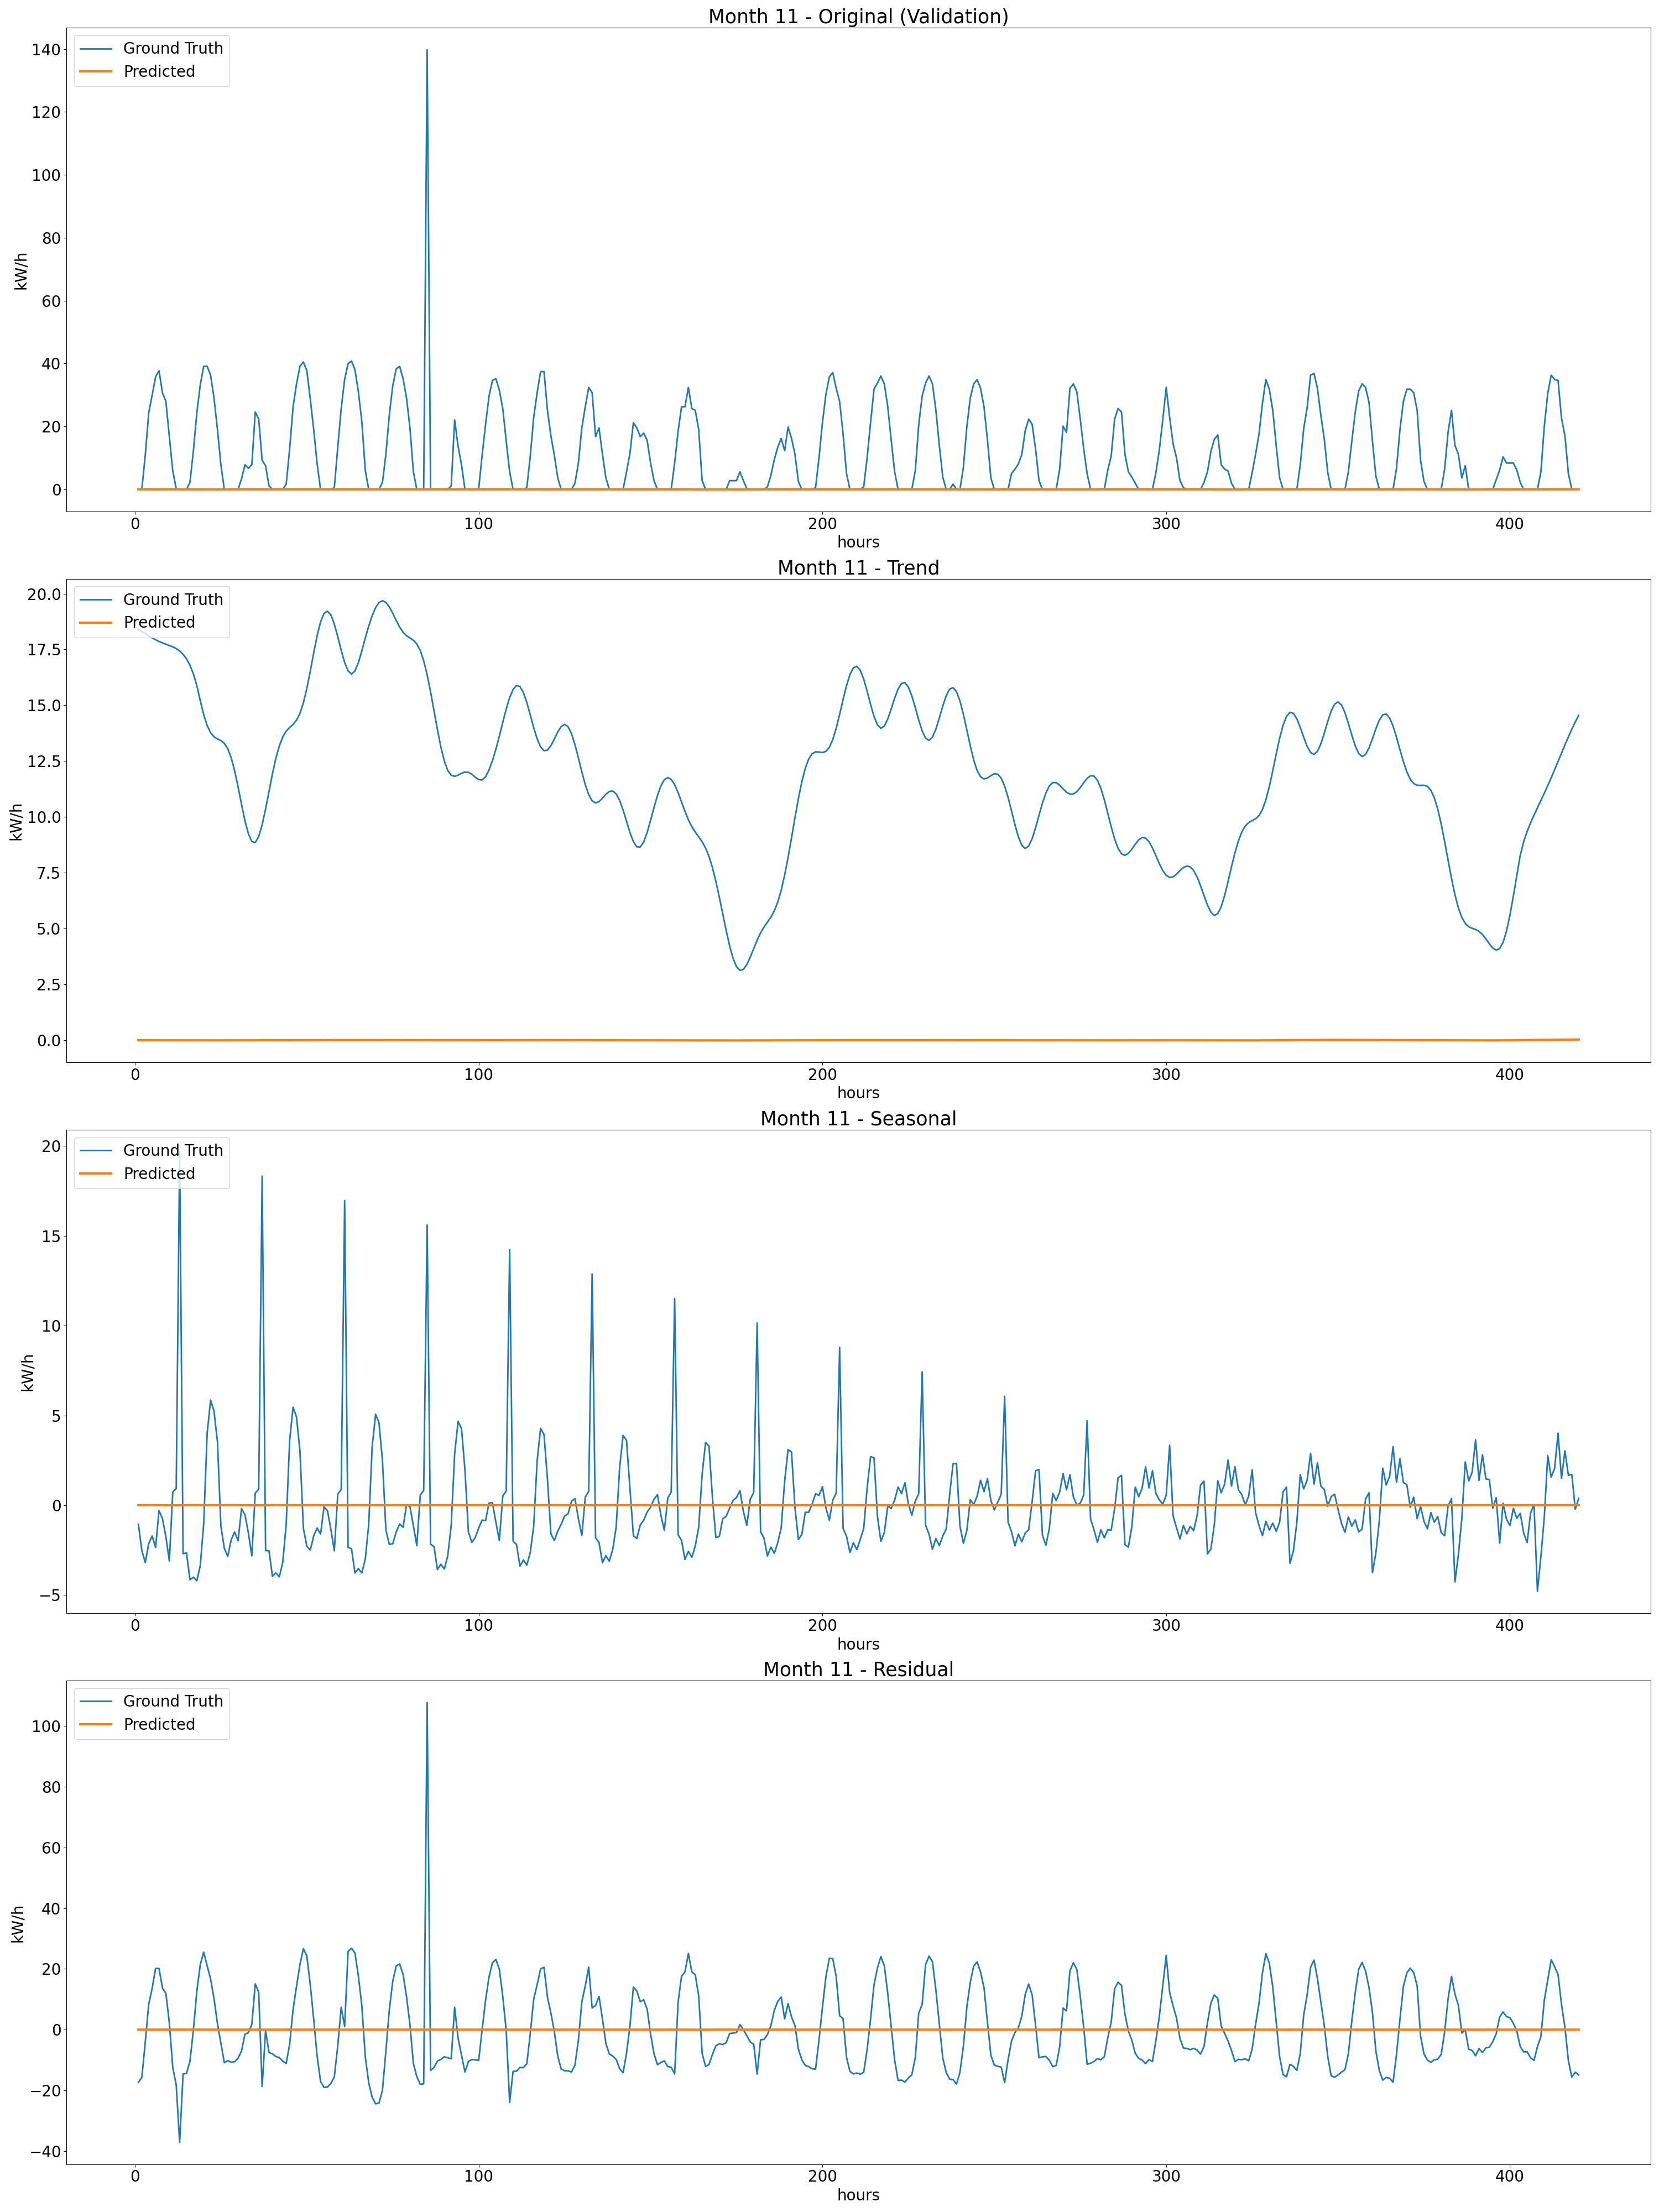 Month 11 - Original (Validation)
Ground Truth
Predicted
140
120
100
80
60
40
20
0
kW/h
0 100 200 300 400
hours
Month 11 - Trend
Ground Truth
Predicted
20.0
17.5
15.0
12.5
10.0
7.5
5.0
2.5
0.0
kW/h
0 100 200 300 400
hours
Month 11 - Seasonal
Ground Truth
Predicted
20
15
10
5
0
−5
kW/h
0 100 200 300 400
hours
Month 11 - Residual
Ground Truth
Predicted
100
80
60
40
20
0
−20
−40
kW/h
0 100 200 300 400
hours